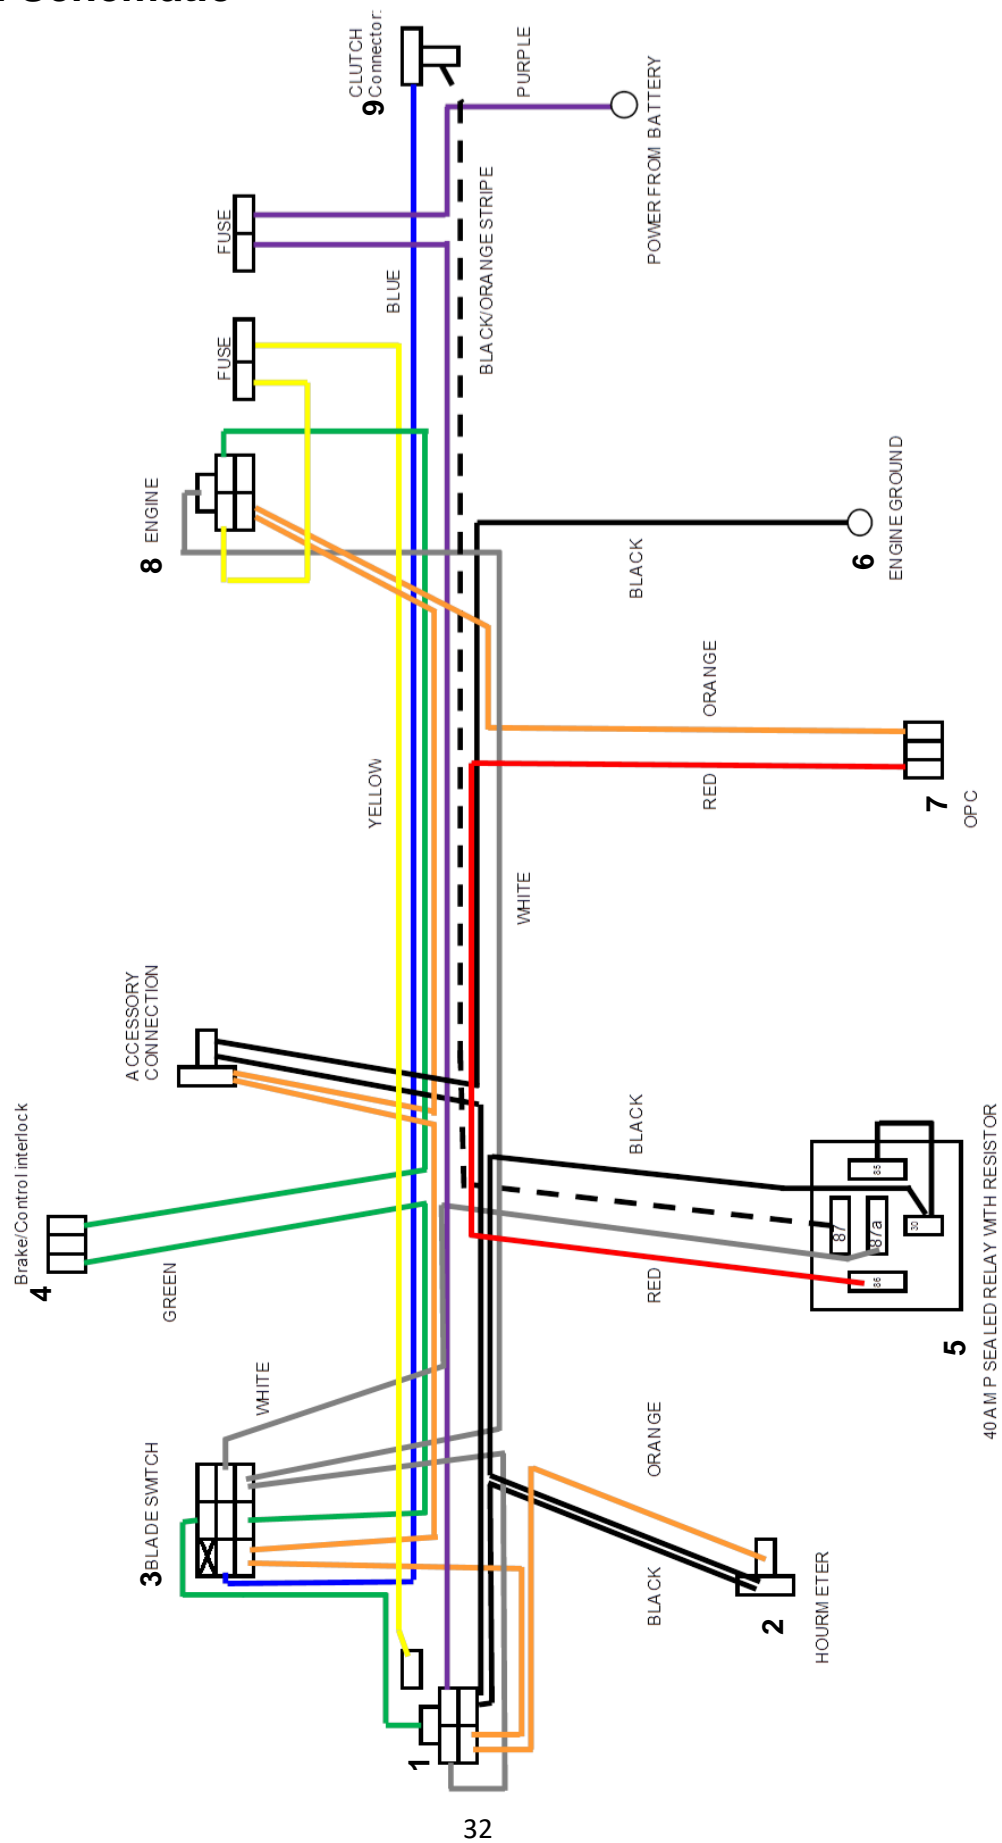 CLUTCH
Connector.
9
PURPLE
POWER FROM BATTERY
FUSE
BLUE
BLACK/ORANGE STRIPE
FUSE
8 ENGINE
BLACK
6
ENGINE GROUND
ORANGE
RED
7
OPC
YELLOW
WHITE
ACCESSORY
CONNECTION
Brake/Control interlock
4
GREEN
BLACK
RED
85
87
87a
30
86
5
40 AMP SEALED RELAY WITH RESISTOR
WHITE
3 BLADE SWITCH
ORANGE
BLACK
2
HOURMETER
1
32